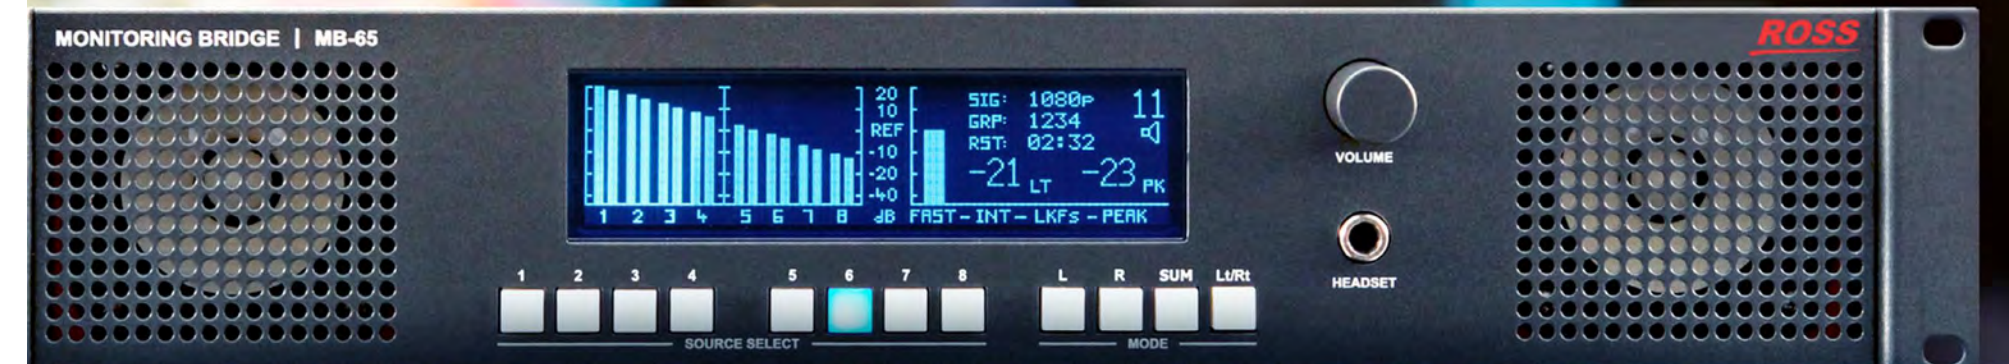 MONITORING BRIDGE | MB-65
ROSS
20
10
REF
-10
-20
-40
1 2 3 4 5 6 7 8 dB
SIG: 1080P
GRP: 1234
RST: 02:32
11
-21 LT -23 PK
FAST - INT - LKFS - PEAK
VOLUME
HEADSET
1 2 3 4 5 6 7 8
SOURCE SELECT
L R SUM Lt/Rt
MODE